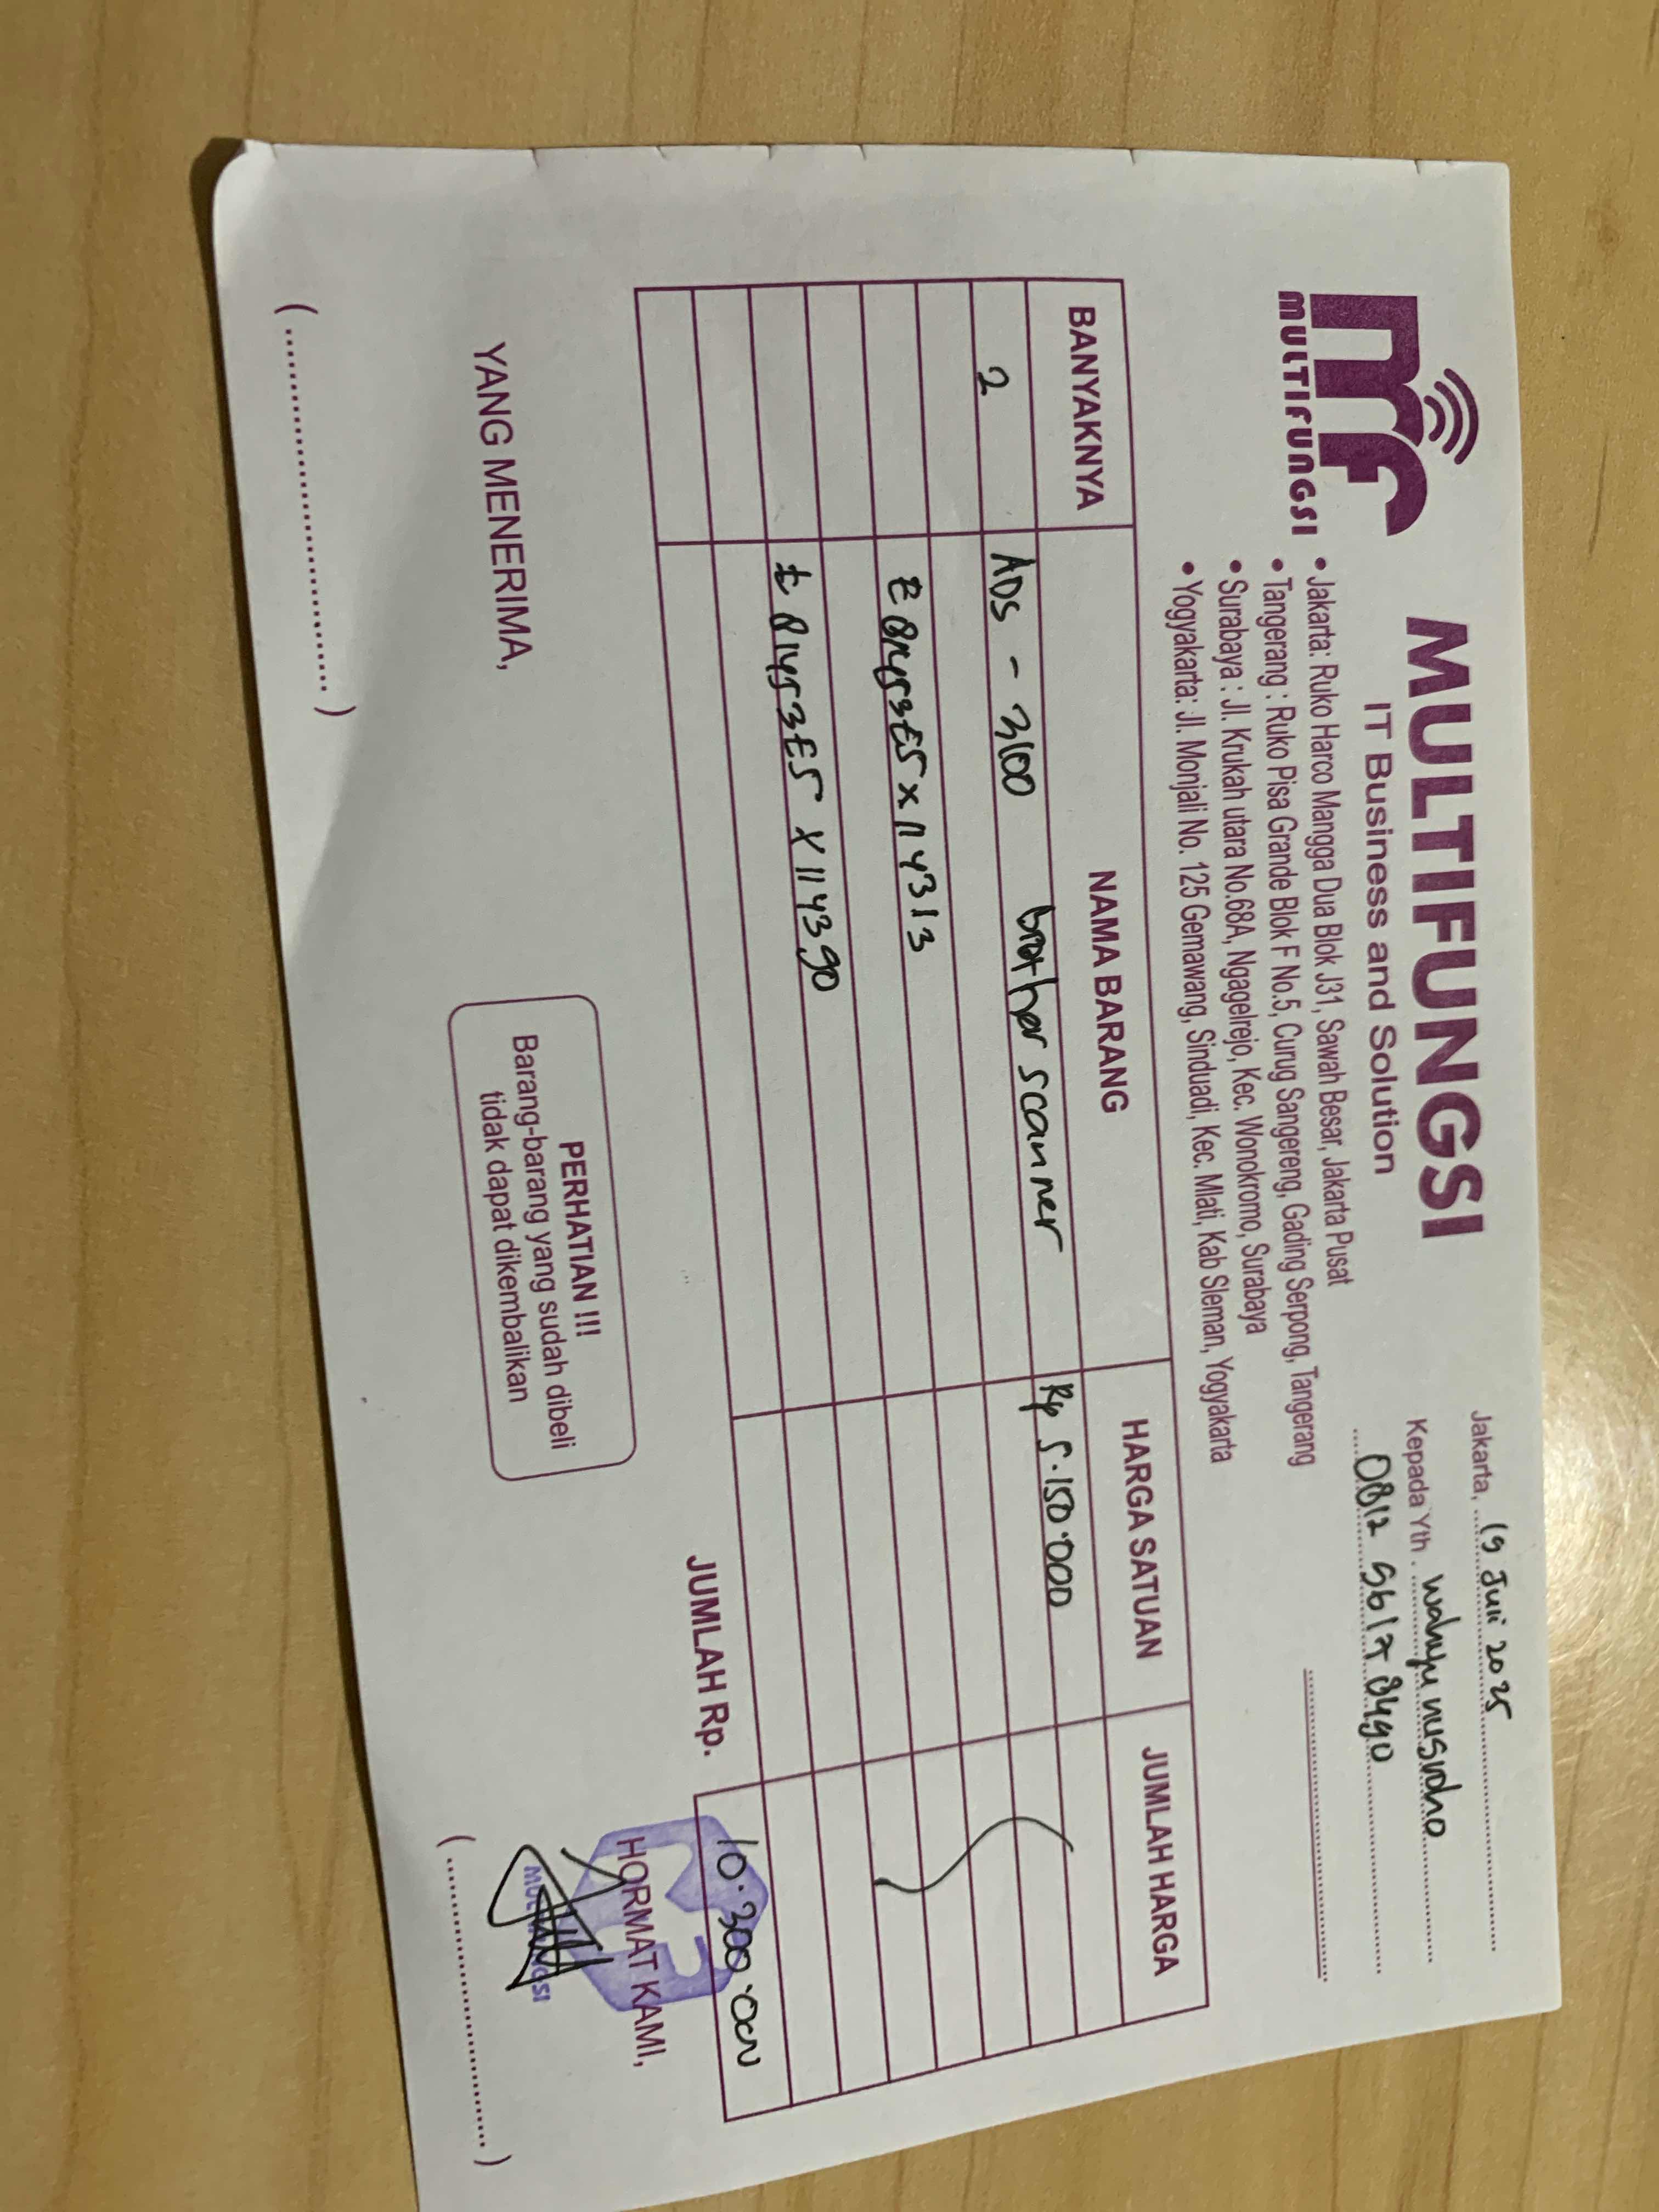 MULTIFUNGSI
MULTIFUNGSI
IT Business and Solution
• Jakarta: Ruko Harco Mangga Dua Blok J31, Sawah Besar, Jakarta Pusat
• Tangerang : Ruko Pisa Grande Blok F No.5, Curug Sangereng, Gading Serpong, Tangerang
• Surabaya : Jl. Krukah utara No.68A, Ngagelrejo, Kec. Wonokromo, Surabaya
• Yogyakarta: Jl. Monjali No. 125 Gemawang, Sinduadi, Kec. Mlati, Kab Sleman, Yogyakarta
Jakarta, 19 Juni 2025
Kepada Yth. Wahyu
0812 9617 8490
BANYAKNYA NAMA BARANG HARGA SATUAN JUMLAH HARGA
2 ADS - 3100 brother scanner Rp 5.150.000
JUMLAH Rp. 10.300.000
YANG MENERIMA,
PERHATIAN !!!
Barang-barang yang sudah dibeli
tidak dapat dikembalikan
HORMAT KAMI,
MULTIFUNGSI